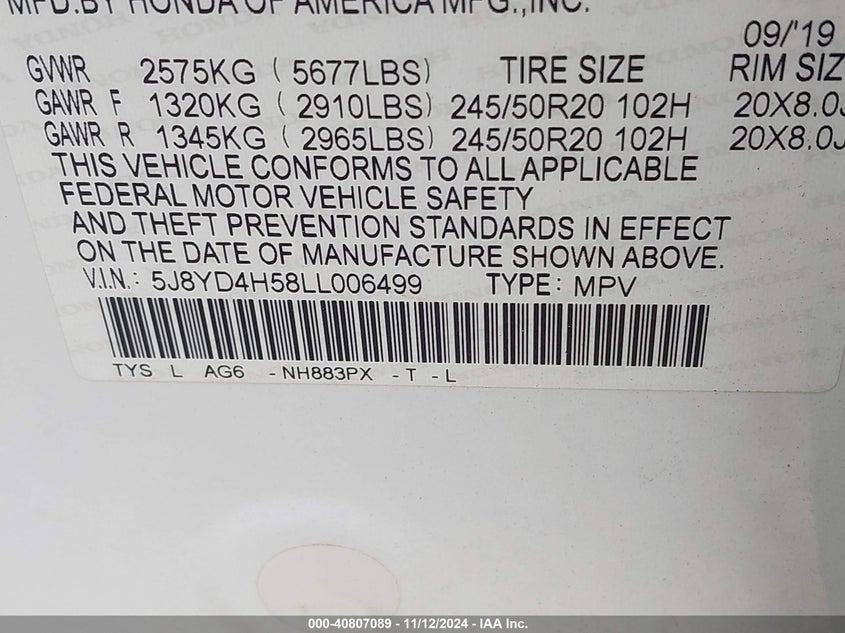 MFD.BY HONDA OF AMERICA MFG.,INC.
09/'19
GVWR 2575KG ( 5677LBS) TIRE SIZE RIM SIZ
GAWR F 1320KG ( 2910LBS) 245/50R20 102H 20X8.0J
GAWR R 1345KG ( 2965LBS) 245/50R20 102H 20X8.0J
THIS VEHICLE CONFORMS TO ALL APPLICABLE
FEDERAL MOTOR VEHICLE SAFETY
AND THEFT PREVENTION STANDARDS IN EFFECT
ON THE DATE OF MANUFACTURE SHOWN ABOVE.
V.I.N.: 5J8YD4H58LL006499 TYPE: MPV
TYS L AG6 -NH883PX -T -L
000-40807089 - 11/12/2024 - IAA Inc.